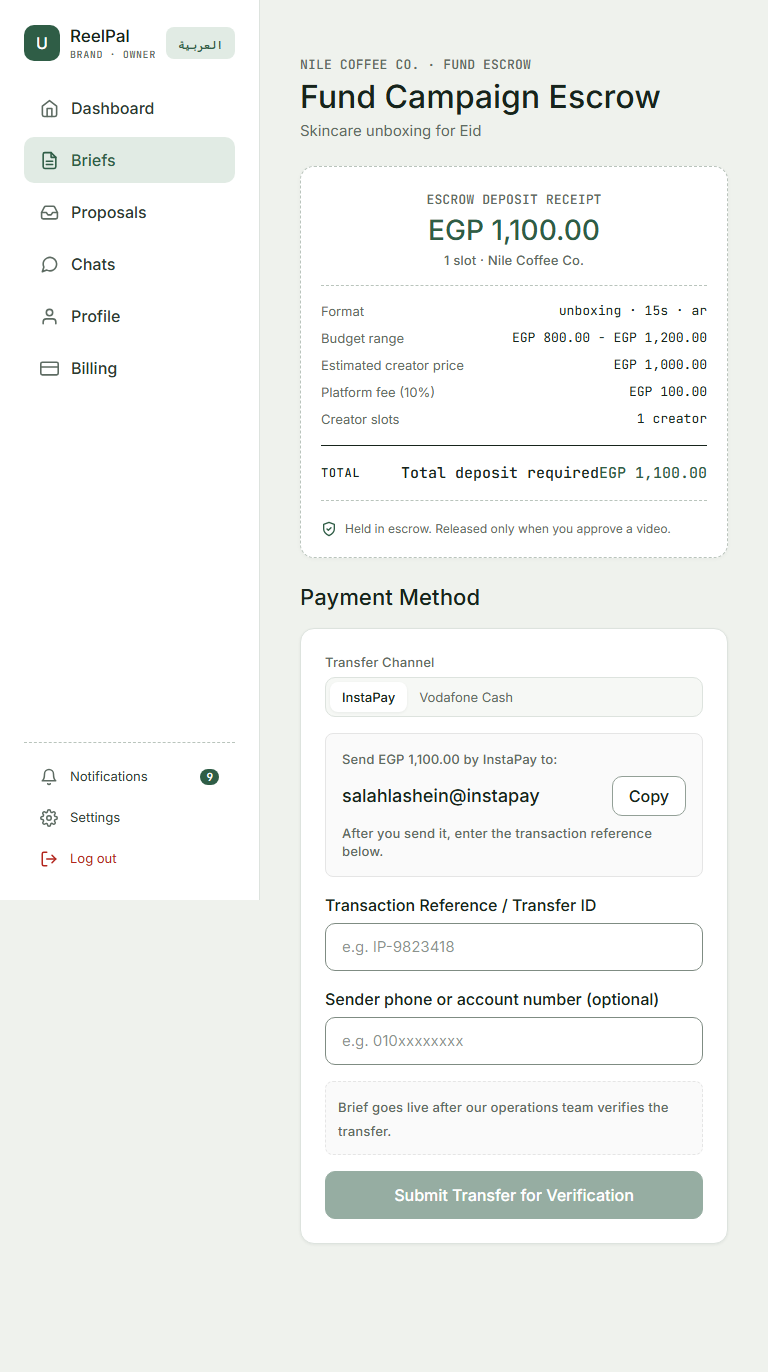 U
ReelPal
BRAND · OWNER
العربية
Dashboard
Briefs
Proposals
Chats
Profile
Billing
Notifications 9
Settings
Log out
NILE COFFEE CO. · FUND ESCROW
Fund Campaign Escrow
Skincare unboxing for Eid
ESCROW DEPOSIT RECEIPT
EGP 1,100.00
1 slot · Nile Coffee Co.
Format unboxing · 15s · ar
Budget range EGP 800.00 - EGP 1,200.00
Estimated creator price EGP 1,000.00
Platform fee (10%) EGP 100.00
Creator slots 1 creator
TOTAL Total deposit requiredEGP 1,100.00
Held in escrow. Released only when you approve a video.
Payment Method
Transfer Channel
InstaPay Vodafone Cash
Send EGP 1,100.00 by InstaPay to:
salahlashein@instapay Copy
After you send it, enter the transaction reference
below.
Transaction Reference / Transfer ID
e.g. IP-9823418
Sender phone or account number (optional)
e.g. 010xxxxxxxx
Brief goes live after our operations team verifies the
transfer.
Submit Transfer for Verification